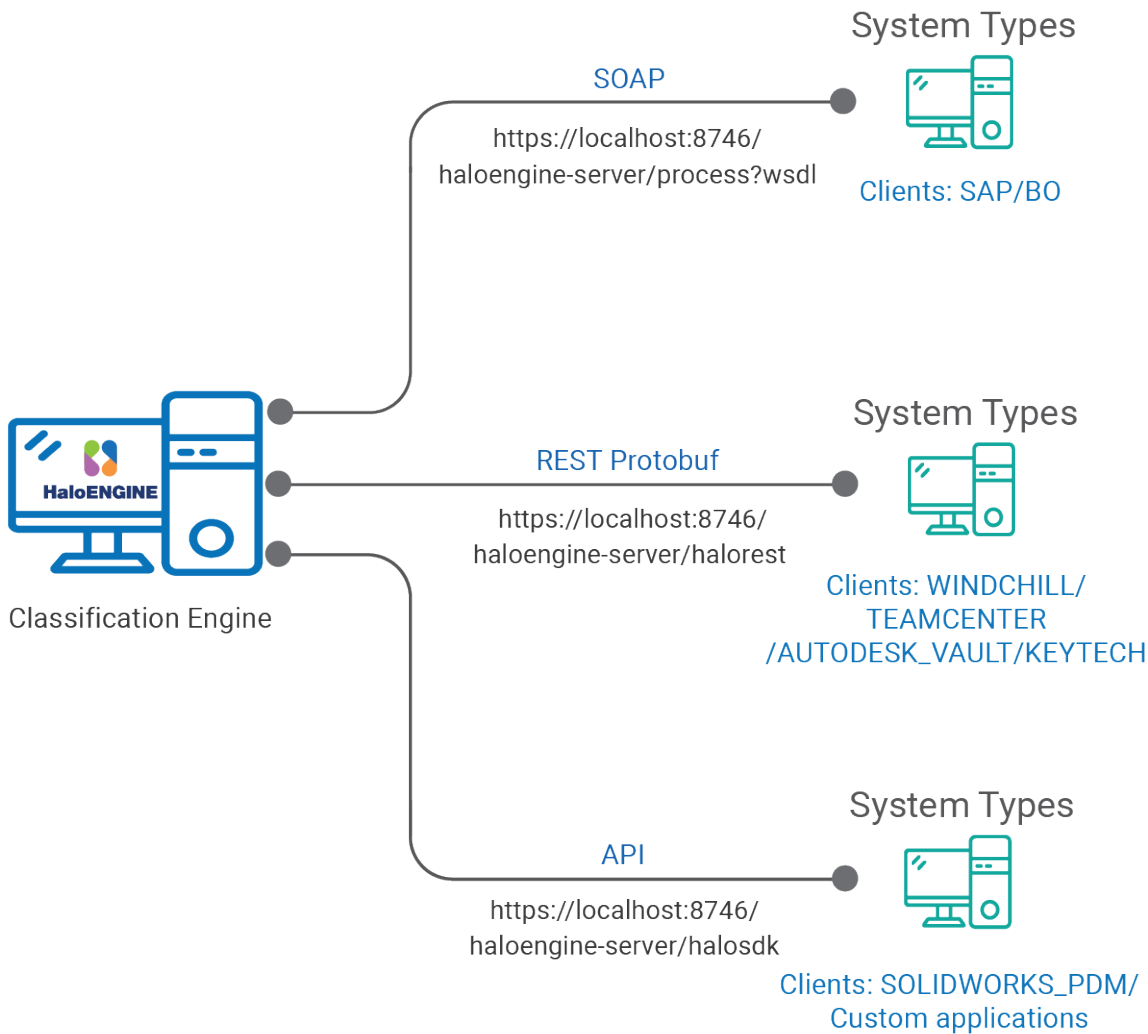 System Types
SOAP
https://localhost:8746/
haloengine-server/process?wsdl
Clients: SAP/BO
HaloENGINE
Classification Engine
System Types
REST Protobuf
https://localhost:8746/
haloengine-server/halorest
Clients: WINDCHILL/
TEAMCENTER
/AUTODESK_VAULT/KEYTECH
System Types
API
https://localhost:8746/
haloengine-server/halosdk
Clients: SOLIDWORKS_PDM/
Custom applications